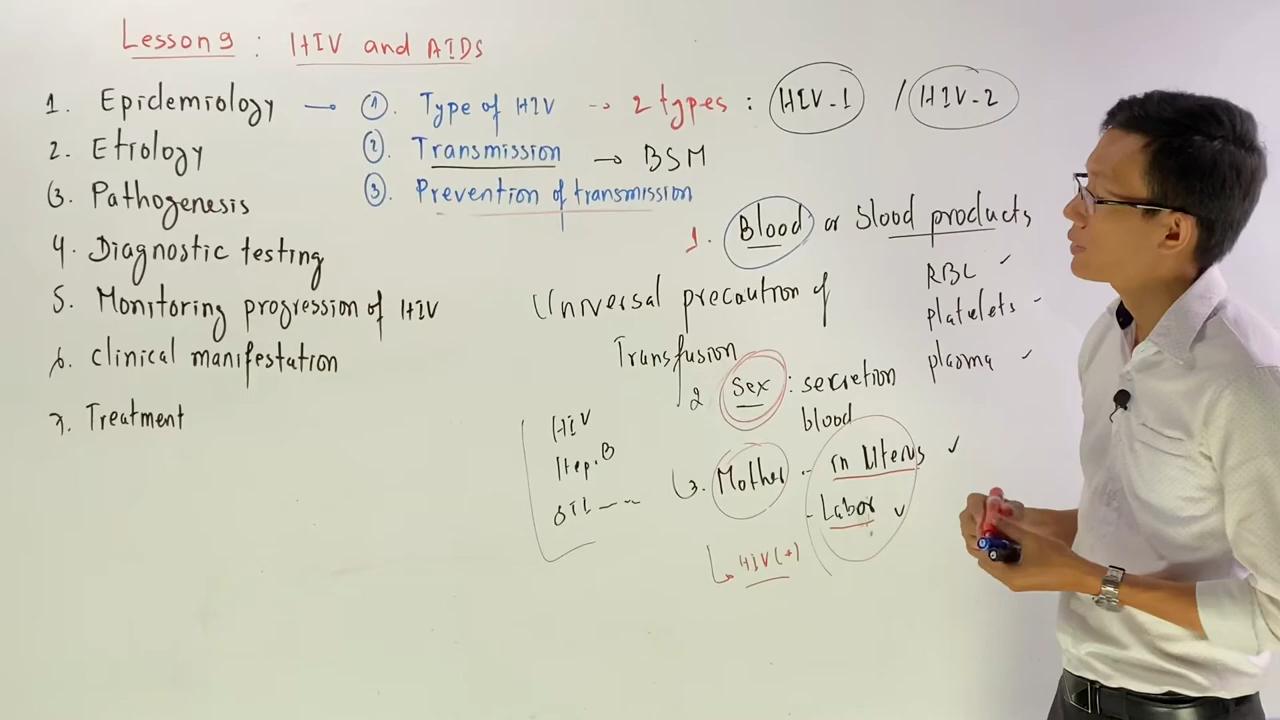 Lesson 9 : HIV and AIDS
1. Epidemiology → ①. Type of HIV → 2 types : HIV-1 / HIV-2
2. Etiology ②. Transmission → BSM
3. Pathogenesis ③. Prevention of transmission
1. Blood or Blood products
4. Diagnostic testing
RBC ✓
5. Monitoring progression of HIV
Universal precaution of
platelets ✓
6. Clinical manifestation
Transfusion
plasma ✓
2 Sex : secretion
7. Treatment
blood
HIV
Hep. B
3. Mother - in Uterus ✓
- Labor ✓
HIV (+)